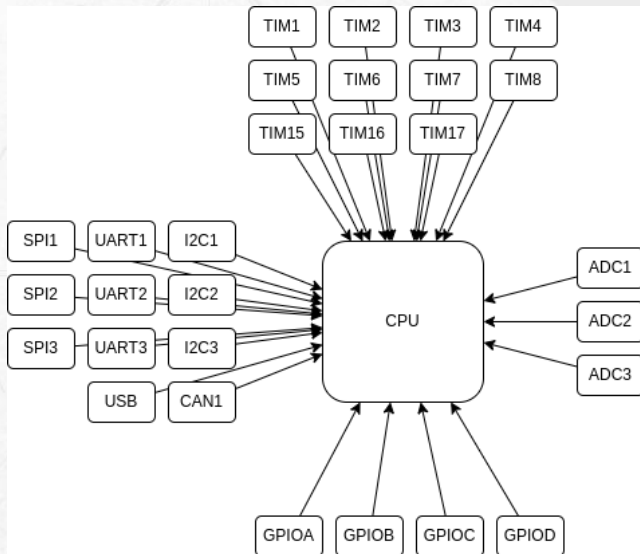 TIM1 TIM2 TIM3 TIM4
TIM5 TIM6 TIM7 TIM8
TIM15 TIM16 TIM17
SPI1 UART1 I2C1
SPI2 UART2 I2C2
SPI3 UART3 I2C3
USB CAN1
CPU
ADC1
ADC2
ADC3
GPIOA GPIOB GPIOC GPIOD